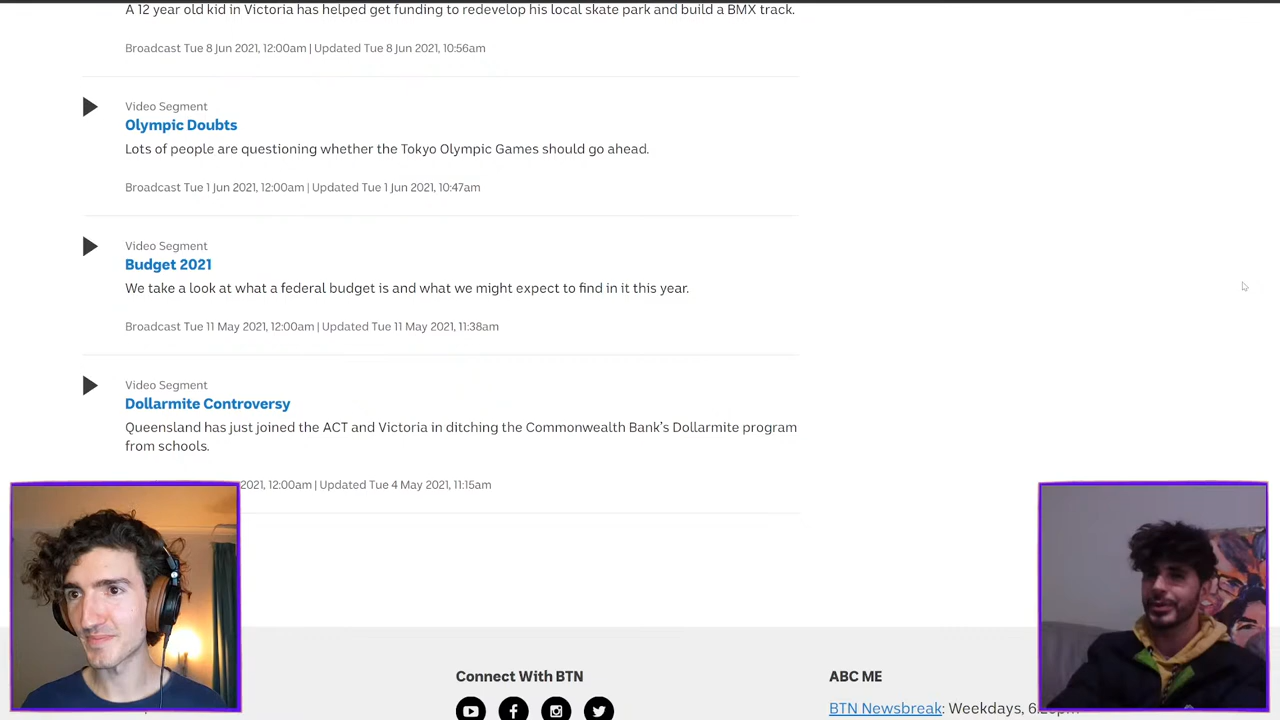 A 12 year old kid in Victoria has helped get funding to redevelop his local skate park and build a BMX track.
Broadcast Tue 8 Jun 2021, 12:00am | Updated Tue 8 Jun 2021, 10:56am
Video Segment
Olympic Doubts
Lots of people are questioning whether the Tokyo Olympic Games should go ahead.
Broadcast Tue 1 Jun 2021, 12:00am | Updated Tue 1 Jun 2021, 10:47am
Video Segment
Budget 2021
We take a look at what a federal budget is and what we might expect to find in it this year.
Broadcast Tue 11 May 2021, 12:00am | Updated Tue 11 May 2021, 11:38am
Video Segment
Dollarmite Controversy
Queensland has just joined the ACT and Victoria in ditching the Commonwealth Bank's Dollarmite program
from schools.
2021, 12:00am | Updated Tue 4 May 2021, 11:15am
Connect With BTN
ABC ME
BTN Newsbreak: Weekdays,